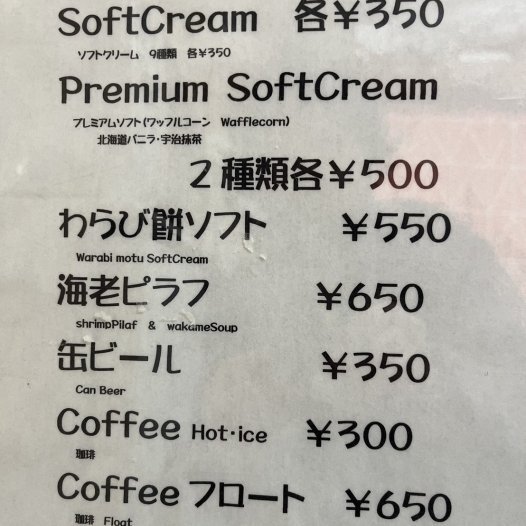 SoftCream 各￥350
ソフトクリーム 9種類 各￥350
Premium SoftCream
プレミアムソフト(ワッフルコーン Wafflecorn)
北海道バニラ・宇治抹茶
2種類各￥500
わらび餅ソフト ￥550
Warabi motu SoftCream
海老ピラフ ￥650
shrimpPilaf & wakameSoup
缶ビール ￥350
Can Beer
Coffee Hot・ice ￥300
珈琲
Coffee フロート ￥650
珈琲 Float